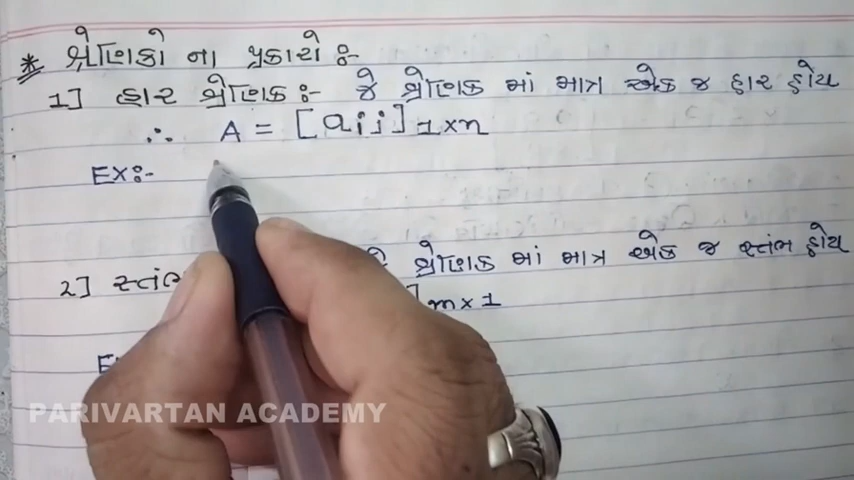 * શ્રેણિકો ના પ્રકારો :-
1] હાર શ્રેણિક :- જે શ્રેણિક માં માત્ર એક જ હાર હોય
∴ A = [aij] 1×n
EX:-
2] સ્તંભ શ્રેણિક માં માત્ર એક જ સ્તંભ હોય
] m×1
PARIVARTAN ACADEMY